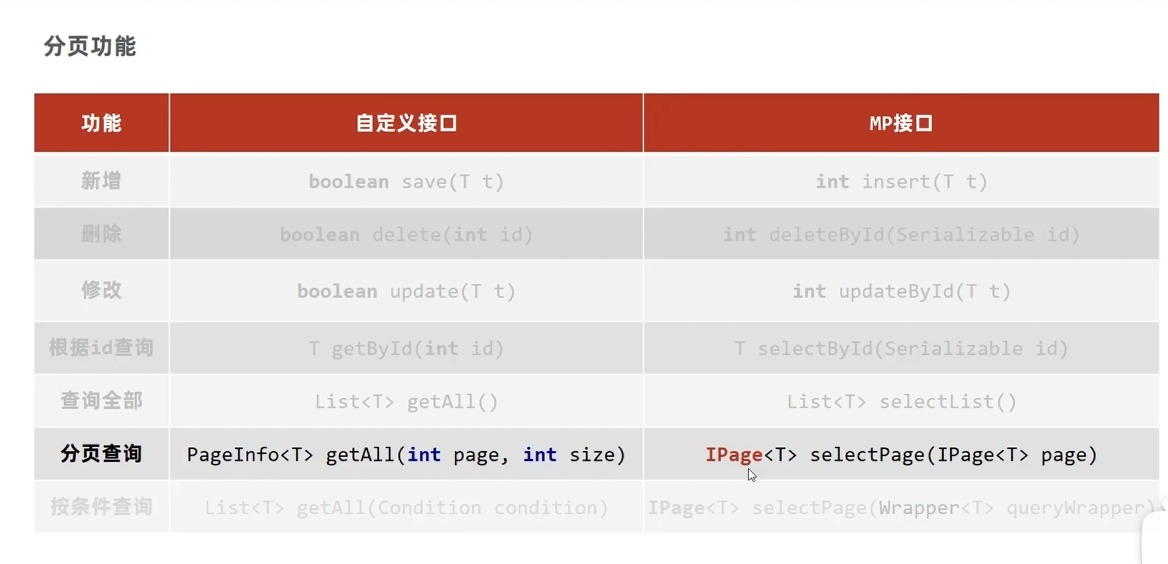 分页功能
功能 自定义接口 MP接口
新增 boolean save(T t) int insert(T t)
删除 boolean delete(int id) int deleteById(Serializable id)
修改 boolean update(T t) int updateById(T t)
根据id查询 T getById(int id) T selectById(Serializable id)
查询全部 List<T> getAll() List<T> selectList()
分页查询 PageInfo<T> getAll(int page, int size) IPage<T> selectPage(IPage<T> page)
按条件查询 List<T> getAll(Condition condition) IPage<T> selectPage(Wrapper<T> queryWrapper)